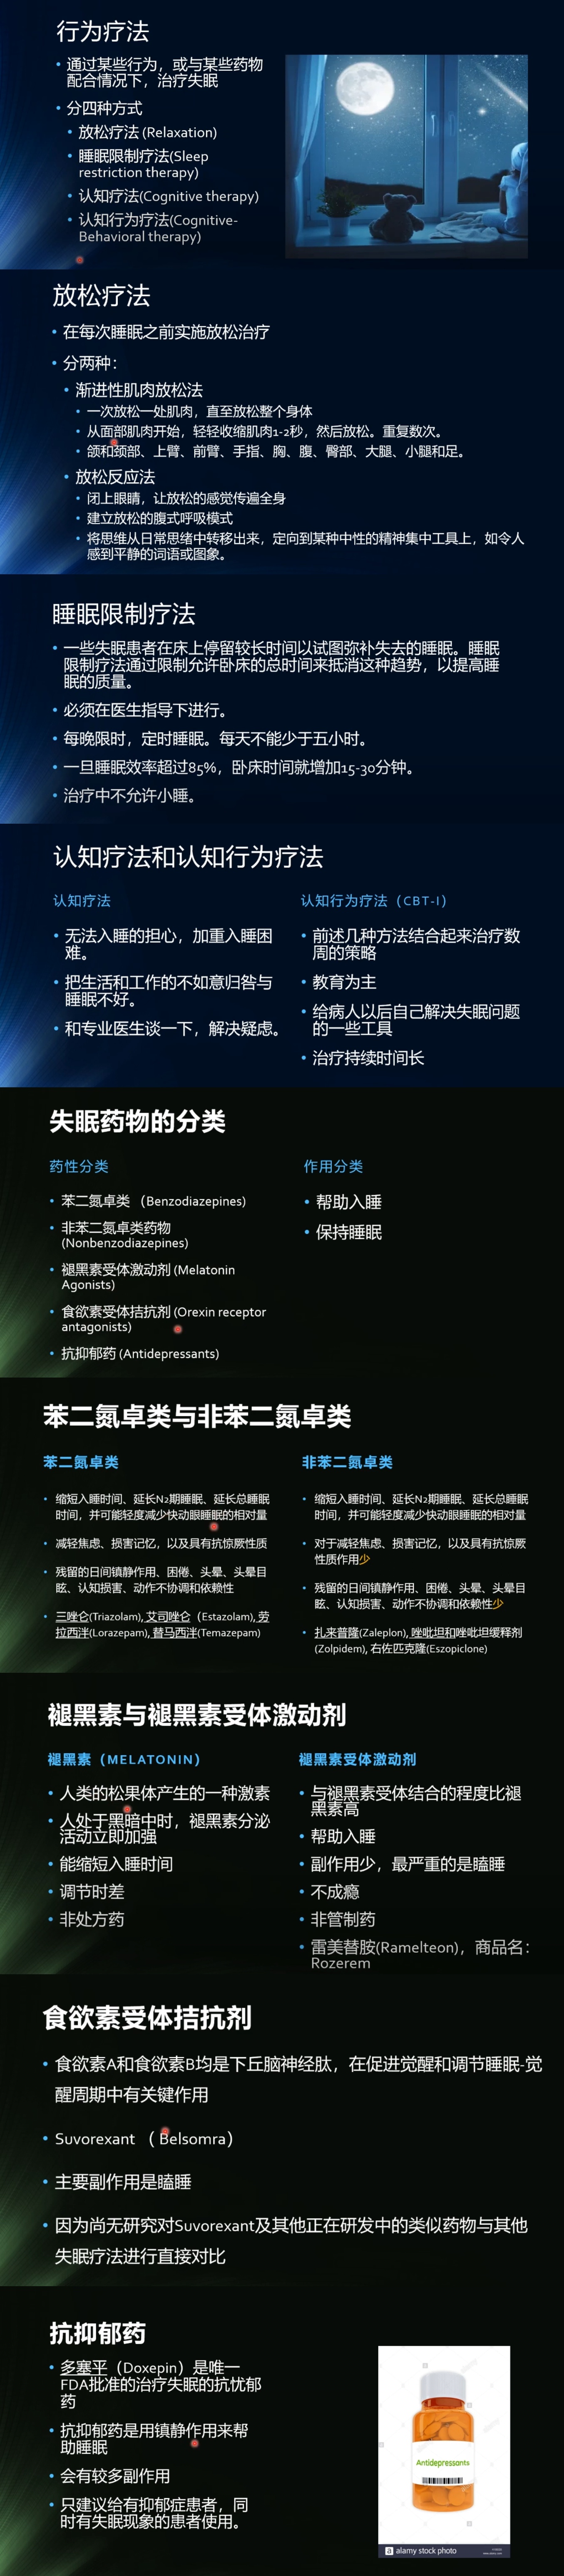 行为疗法
通过某些行为，或与某些药物
配合情况下，治疗失眠
分四种方式
放松疗法 (Relaxation)
睡眠限制疗法(Sleep
restriction therapy)
认知疗法(Cognitive therapy)
认知行为疗法(Cognitive-
Behavioral therapy)
放松疗法
在每次睡眠之前实施放松治疗
分两种：
渐进性肌肉放松法
一次放松一处肌肉，直至放松整个身体
从面部肌肉开始，轻轻收缩肌肉1-2秒，然后放松。重复数次。
颌和颈部、上臂、前臂、手指、胸、腹、臀部、大腿、小腿和足。
放松反应法
闭上眼睛，让放松的感觉传遍全身
建立放松的腹式呼吸模式
将思维从日常思绪中转移出来，定向到某种中性的精神集中工具上，如令人
感到平静的词语或图象。
睡眠限制疗法
一些失眠患者在床上停留较长时间以试图弥补失去的睡眠。睡眠
限制疗法通过限制允许卧床的总时间来抵消这种趋势，以提高睡
眠的质量。
必须在医生指导下进行。
每晚限时，定时睡眠。每天不能少于五小时。
一旦睡眠效率超过85%，卧床时间就增加15-30分钟。
治疗中不允许小睡。
认知疗法和认知行为疗法
认知疗法
无法入睡的担心，加重入睡困
难。
把生活和工作的不如意归咎与
睡眠不好。
和专业医生谈一下，解决疑虑。
认知行为疗法（CBT-I）
前述几种方法结合起来治疗数
周的策略
教育为主
给病人以后自己解决失眠问题
的一些工具
治疗持续时间长
失眠药物的分类
药性分类
苯二氮卓类 （Benzodiazepines)
非苯二氮卓类药物
(Nonbenzodiazepines)
褪黑素受体激动剂 (Melatonin
Agonists)
食欲素受体拮抗剂 (Orexin receptor
antagonists)
抗抑郁药 (Antidepressants)
作用分类
帮助入睡
保持睡眠
苯二氮卓类与非苯二氮卓类
苯二氮卓类
缩短入睡时间、延长N2期睡眠、延长总睡眠
时间，并可能轻度减少快动眼睡眠的相对量
减轻焦虑、损害记忆，以及具有抗惊厥性质
残留的日间镇静作用、困倦、头晕、头晕目
眩、认知损害、动作不协调和依赖性
三唑仑(Triazolam), 艾司唑仑（Estazolam), 劳
拉西泮(Lorazepam), 替马西泮(Temazepam)
非苯二氮卓类
缩短入睡时间、延长N2期睡眠、延长总睡眠
时间，并可能轻度减少快动眼睡眠的相对量
对于减轻焦虑、损害记忆，以及具有抗惊厥
性质作用少
残留的日间镇静作用、困倦、头晕、头晕目
眩、认知损害、动作不协调和依赖性少
扎来普隆(Zaleplon), 唑吡坦和唑吡坦缓释剂
(Zolpidem), 右佐匹克隆(Eszopiclone)
褪黑素与褪黑素受体激动剂
褪黑素（MELATONIN）
人类的松果体产生的一种激素
人处于黑暗中时，褪黑素分泌
活动立即加强
能缩短入睡时间
调节时差
非处方药
褪黑素受体激动剂
与褪黑素受体结合的程度比褪
黑素高
帮助入睡
副作用少，最严重的是瞌睡
不成瘾
非管制药
雷美替胺(Ramelteon)，商品名：
Rozerem
食欲素受体拮抗剂
食欲素A和食欲素B均是下丘脑神经肽，在促进觉醒和调节睡眠-觉
醒周期中有关键作用
Suvorexant （ Belsomra）
主要副作用是瞌睡
因为尚无研究对Suvorexant及其他正在研发中的类似药物与其他
失眠疗法进行直接对比
抗抑郁药
多塞平（Doxepin）是唯一
FDA批准的治疗失眠的抗忧郁
药
抗抑郁药是用镇静作用来帮
助睡眠
会有较多副作用
只建议给有抑郁症患者，同
时有失眠现象的患者使用。
Antidepressants
a alamy stock photo